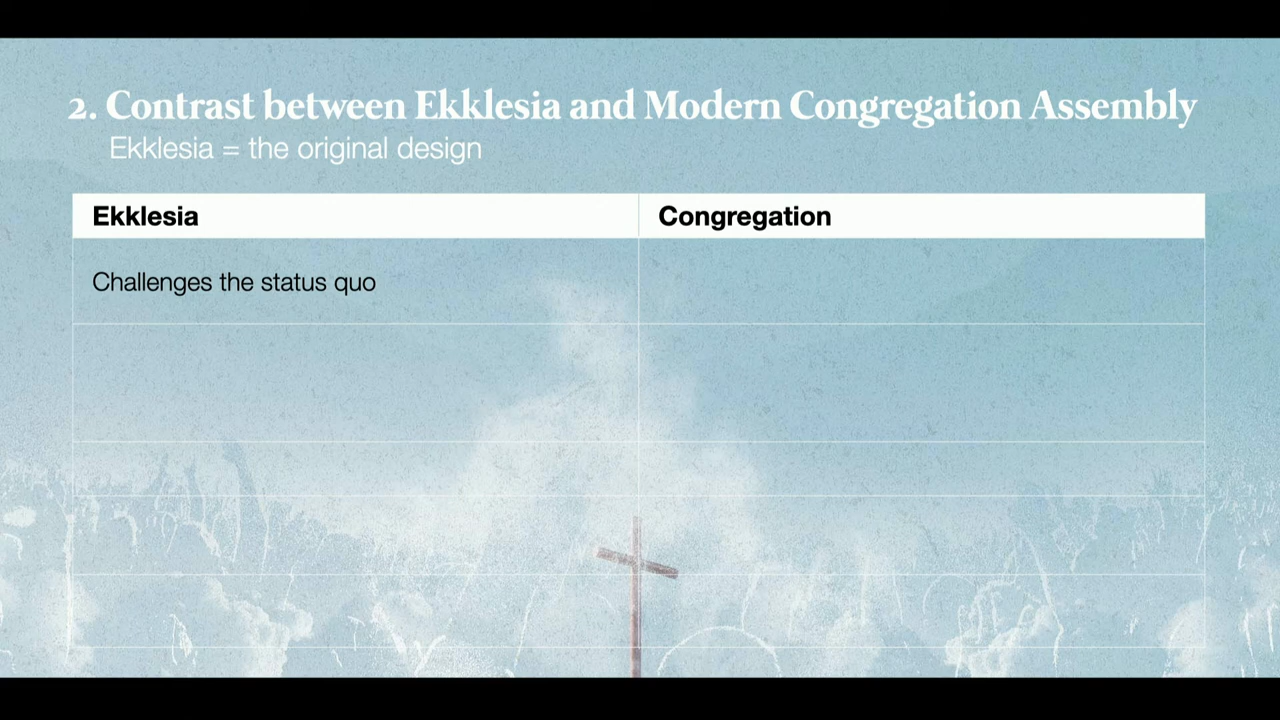 2. Contrast between Ekklesia and Modern Congregation Assembly
Ekklesia = the original design
Ekklesia
Congregation
Challenges the status quo